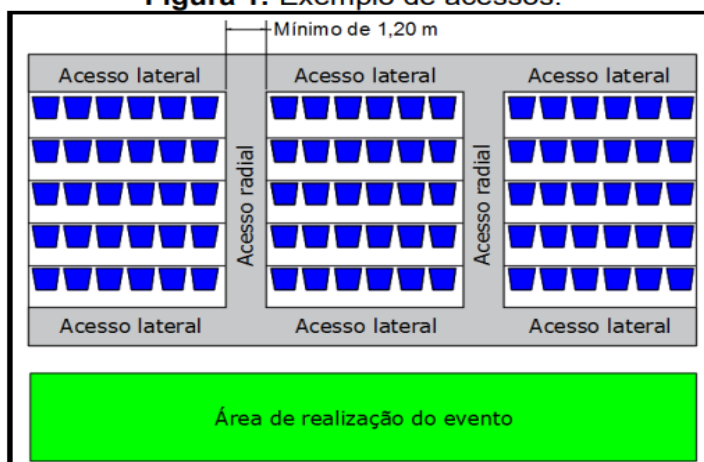 Figura 1: Exemplo de acessos.
Mínimo de 1,20 m
Acesso lateral
Acesso lateral
Acesso lateral
Acesso radial
Acesso radial
Acesso lateral
Acesso lateral
Acesso lateral
Área de realização do evento